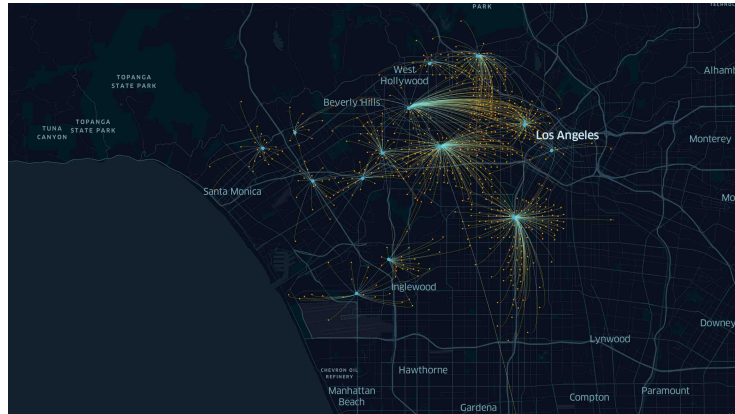 TECHNOL
PARK
WEST
HOLLYWOOD
Alhamb
TOPANGA
STATE PARK
Beverly Hills
TUNA
CANYON
TOPANGA
STATE PARK
Los Angeles
Monterey
Santa Monica
Mo
Inglewood
Downey
Lynwood
CHEVRON OIL
REFINERY
Hawthorne
Manhattan
Beach
Paramount
Compton
Gardena